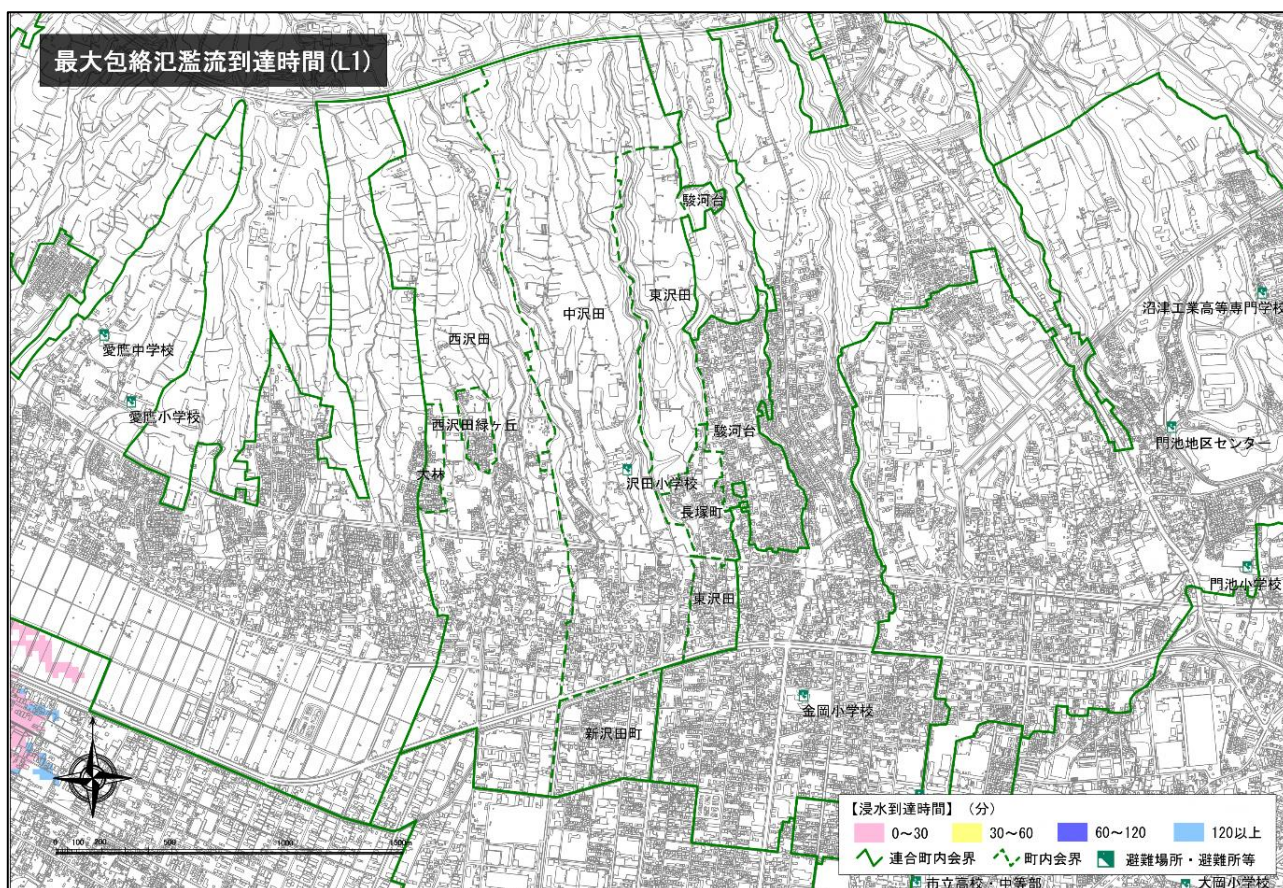 最大包絡氾濫流到達時間(L1)
駿河台
東沢田
中沢田
西沢田
沼津工業高等専門学校
愛鷹中学校
愛鷹小学校
西沢田緑ヶ丘
駿河台
門池地区センター
大林
沢田小学校
長塚町
門池小学校
東沢田
金岡小学校
新沢田町
【浸水到達時間】（分）
0～30 30～60 60～120 120以上
連合町内会界 町内会界 避難場所・避難所等
市立高校・中等部 大岡小学校
0 100 200 500 1000 1500m